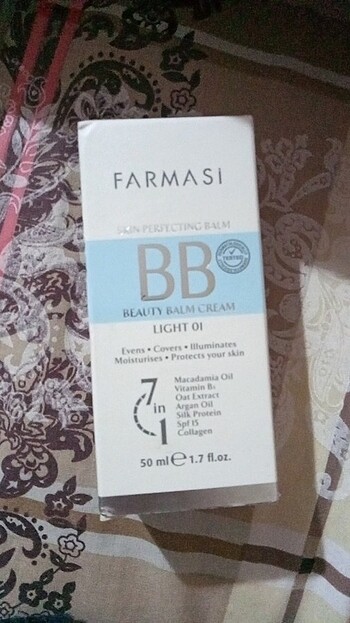 FARMASİ
SKIN PERFECTING BALM
BB
TESTED
BEAUTY BALM CREAM
LIGHT 01
Evens • Covers • Illuminates
Moisturises • Protects your skin
7 in 1
Macadamia Oil
Vitamin B₅
Oat Extract
Argan Oil
Silk Protein
Spf 15
Collagen
50 ml ℮ 1.7 fl.oz.